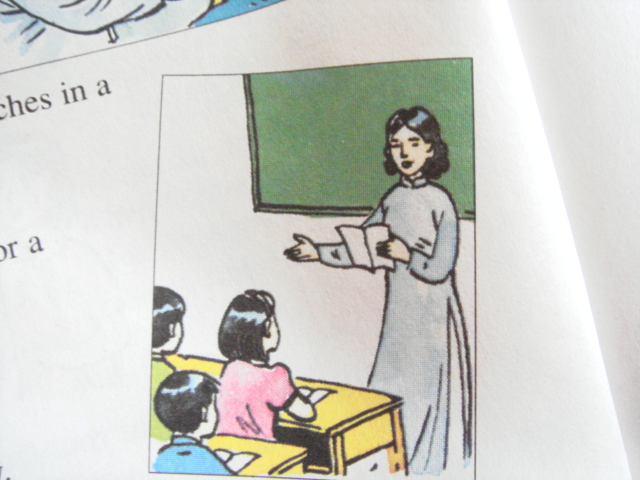 ches in a
or a